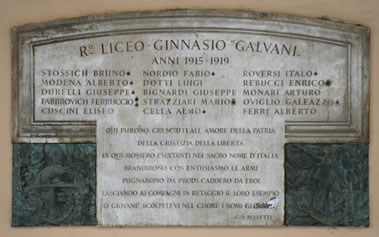 Rº LICEO-GINNASIO GALVANI.
ANNI 1915-1919
STOSSICH BRUNO NORDIO FABIO ROVERSI ITALO
MODENA ALBERTO DOTTI LUIGI REBUCCI ENRICO
DURELLI GIUSEPPE BIGNARDI GIUSEPPE MONARI ARTURO
FABBROVICH FERRUCCIO STRAZZIARI MARIO OVIGLIO GALEAZZO
CUSCINI ELISEO CELLA ALMO FERRI ALBERTO
QUI FURONO CRESCIUTI ALL AMORE DELLA PATRIA
DELLA GIUSTIZIA DELLA LIBERTA
DI QUI MOSSERO ESULTANTI NEL SACRO NOME D'ITALIA
BRANDIRONO CON ENTUSIASMO LE ARMI
PUGNARONO DA PRODI CADDERO DA EROI
LASCIANDO AI COMPAGNI IN RETAGGIO IL LORO ESEMPIO
O GIOVANI SCOLPITEVI NEL CUORE I NOMI GLORIOSI